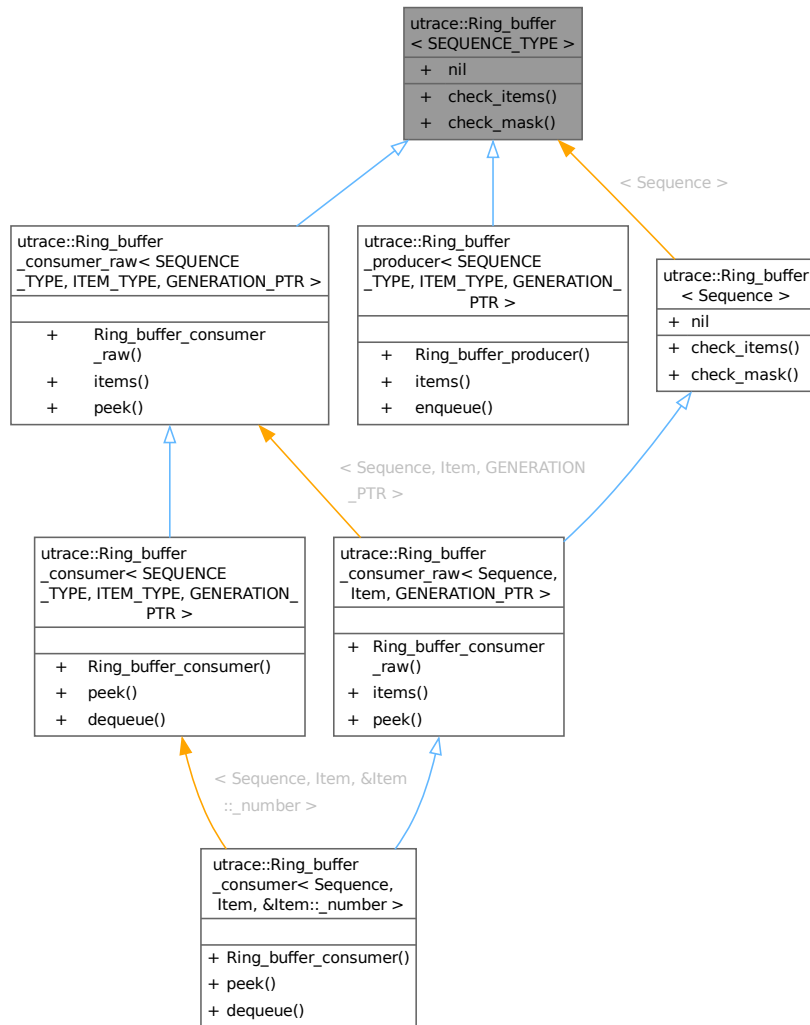 utrace::Ring_buffer
< SEQUENCE_TYPE >
+ nil
+ check_items()
+ check_mask()
< Sequence >
utrace::Ring_buffer
_consumer_raw< SEQUENCE
_TYPE, ITEM_TYPE, GENERATION_PTR >
+ Ring_buffer_consumer
_raw()
+ items()
+ peek()
utrace::Ring_buffer
_producer< SEQUENCE
_TYPE, ITEM_TYPE, GENERATION_
PTR >
+ Ring_buffer_producer()
+ items()
+ enqueue()
utrace::Ring_buffer
< Sequence >
+ nil
+ check_items()
+ check_mask()
< Sequence, Item, GENERATION
_PTR >
utrace::Ring_buffer
_consumer< SEQUENCE
_TYPE, ITEM_TYPE, GENERATION_
PTR >
+ Ring_buffer_consumer()
+ peek()
+ dequeue()
utrace::Ring_buffer
_consumer_raw< Sequence,
Item, GENERATION_PTR >
+ Ring_buffer_consumer
_raw()
+ items()
+ peek()
< Sequence, Item, &Item
::_number >
utrace::Ring_buffer
_consumer< Sequence,
Item, &Item::_number >
+ Ring_buffer_consumer()
+ peek()
+ dequeue()